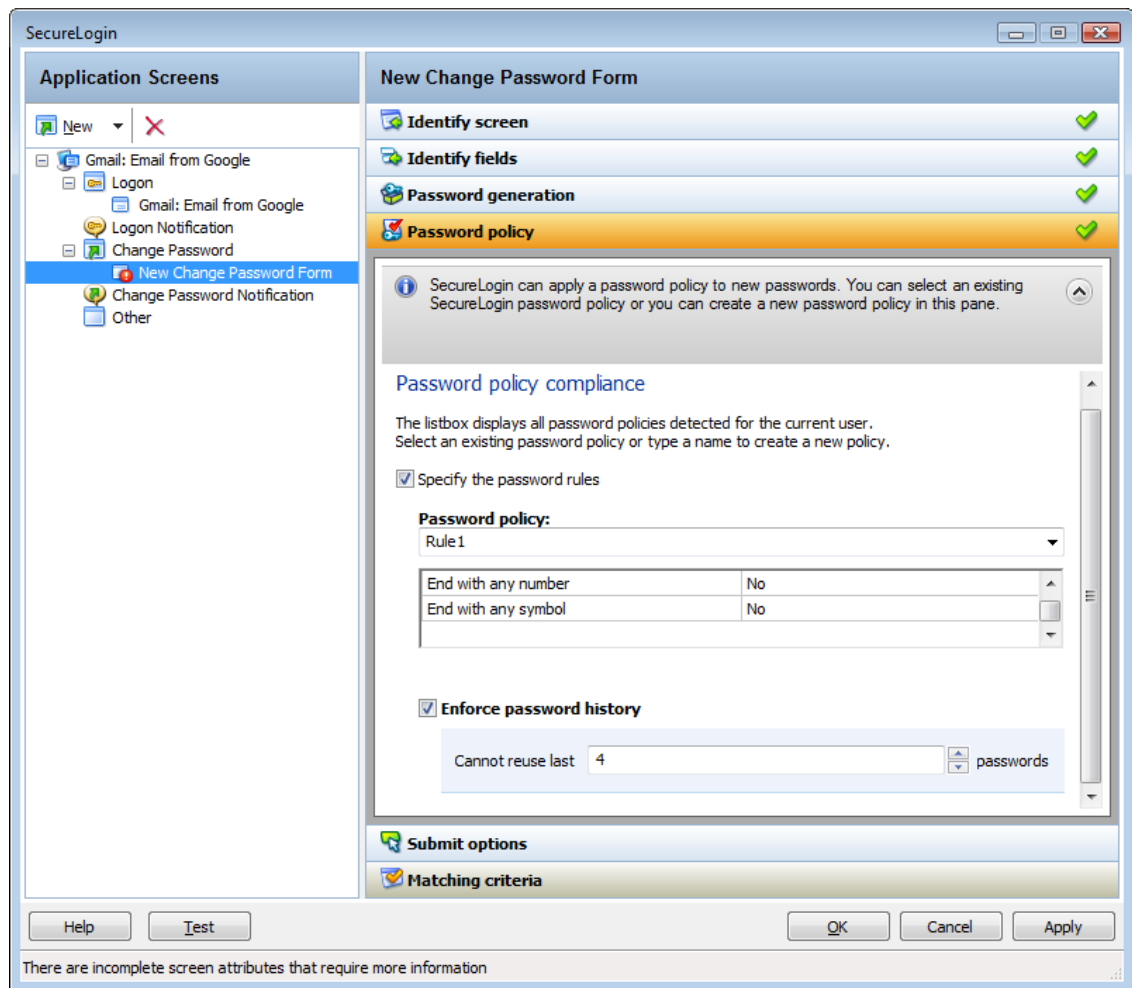 SecureLogin
Application Screens
New
Gmail: Email from Google
Logon
Gmail: Email from Google
Logon Notification
Change Password
New Change Password Form
Change Password Notification
Other
New Change Password Form
Identify screen
Identify fields
Password generation
Password policy
SecureLogin can apply a password policy to new passwords. You can select an existing
SecureLogin password policy or you can create a new password policy in this pane.
Password policy compliance
The listbox displays all password policies detected for the current user.
Select an existing password policy or type a name to create a new policy.
Specify the password rules
Password policy:
Rule1
End with any number No
End with any symbol No
Enforce password history
Cannot reuse last 4 passwords
Submit options
Matching criteria
Help Test OK Cancel Apply
There are incomplete screen attributes that require more information